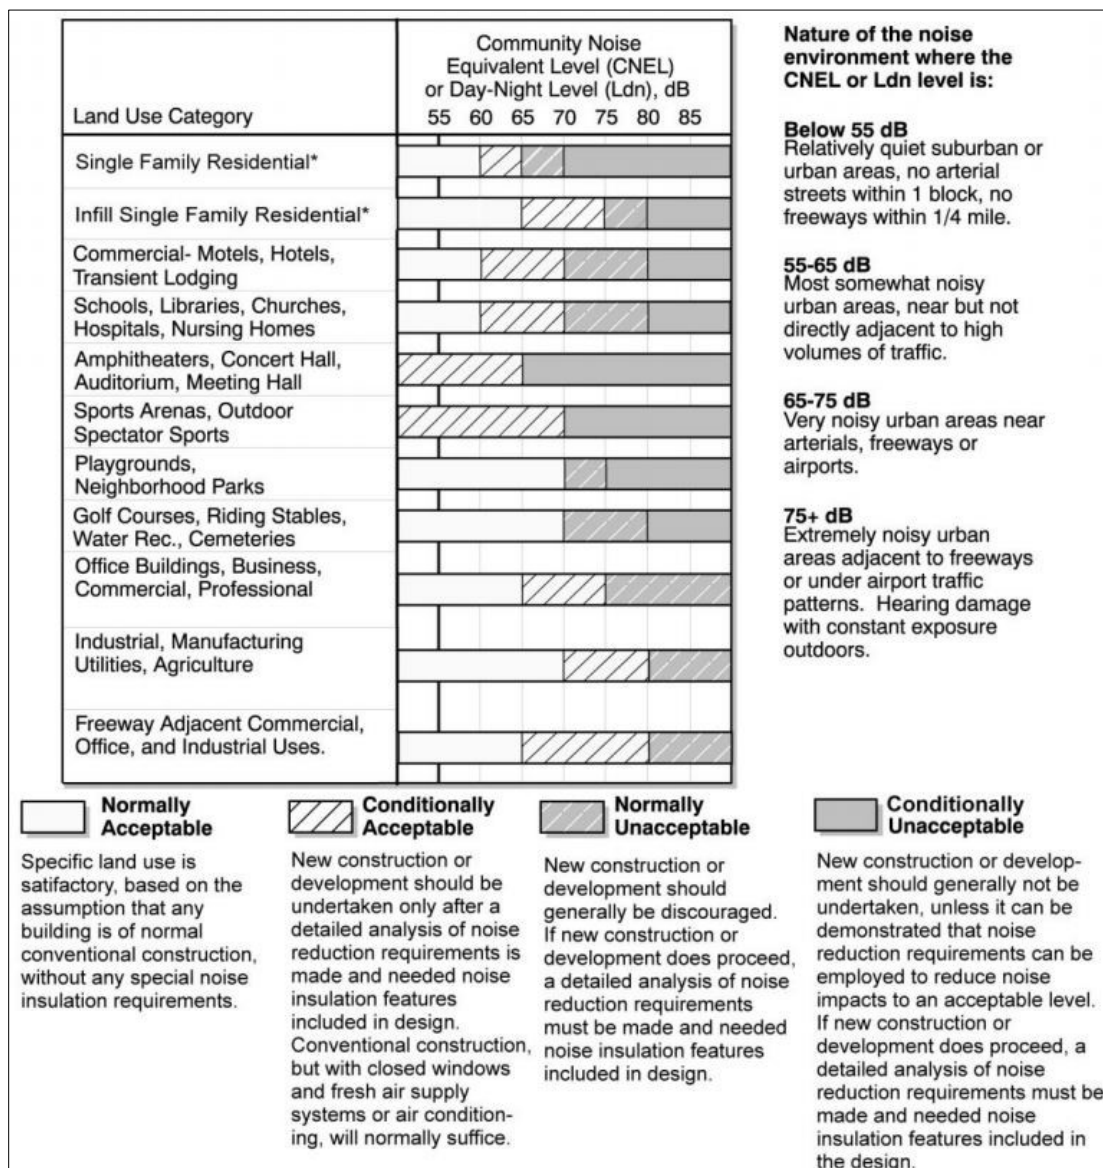 Community Noise
Equivalent Level (CNEL)
or Day-Night Level (Ldn), dB
Land Use Category
55 60 65 70 75 80 85
Single Family Residential*
Infill Single Family Residential*
Commercial- Motels, Hotels,
Transient Lodging
Schools, Libraries, Churches,
Hospitals, Nursing Homes
Amphitheaters, Concert Hall,
Auditorium, Meeting Hall
Sports Arenas, Outdoor
Spectator Sports
Playgrounds,
Neighborhood Parks
Golf Courses, Riding Stables,
Water Rec., Cemeteries
Office Buildings, Business,
Commercial, Professional
Industrial, Manufacturing
Utilities, Agriculture
Freeway Adjacent Commercial,
Office, and Industrial Uses.
Nature of the noise
environment where the
CNEL or Ldn level is:
Below 55 dB
Relatively quiet suburban or
urban areas, no arterial
streets within 1 block, no
freeways within 1/4 mile.
55-65 dB
Most somewhat noisy
urban areas, near but not
directly adjacent to high
volumes of traffic.
65-75 dB
Very noisy urban areas near
arterials, freeways or
airports.
75+ dB
Extremely noisy urban
areas adjacent to freeways
or under airport traffic
patterns. Hearing damage
with constant exposure
outdoors.
Normally
Acceptable
Specific land use is
satifactory, based on the
assumption that any
building is of normal
conventional construction,
without any special noise
insulation requirements.
Conditionally
Acceptable
New construction or
development should be
undertaken only after a
detailed analysis of noise
reduction requirements is
made and needed noise
insulation features
included in design.
Conventional construction,
but with closed windows
and fresh air supply
systems or air condition-
ing, will normally suffice.
Normally
Unacceptable
New construction or
development should
generally be discouraged.
If new construction or
development does proceed,
a detailed analysis of noise
reduction requirements
must be made and needed
noise insulation features
included in design.
Conditionally
Unacceptable
New construction or develop-
ment should generally not be
undertaken, unless it can be
demonstrated that noise
reduction requirements can be
employed to reduce noise
impacts to an acceptable level.
If new construction or
development does proceed, a
detailed analysis of noise
reduction requirements must be
made and needed noise
insulation features included in
the design.